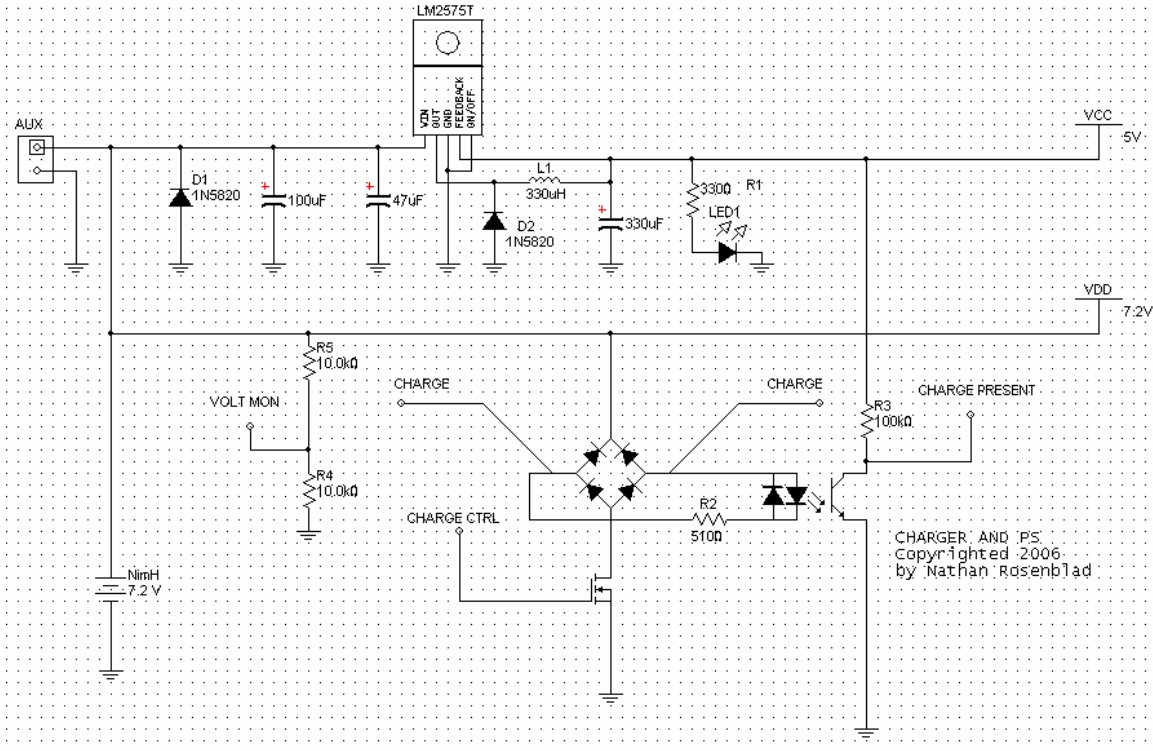 LM2575T
VIN
OUT
GND
FEEDBACK
ON/OFF
AUX
VCC
5V
D1
1N5820
+
100uF
+
47uF
L1
330uH
D2
1N5820
+
330uF
330Ω R1
LED1
VDD
7.2V
R5
10.0kΩ
VOLT MON
R4
10.0kΩ
CHARGE
CHARGE
CHARGE PRESENT
R3
100kΩ
CHARGE CTRL
R2
510Ω
NimH
7.2 V
CHARGER AND PS
Copyrighted 2006
by Nathan Rosenblad